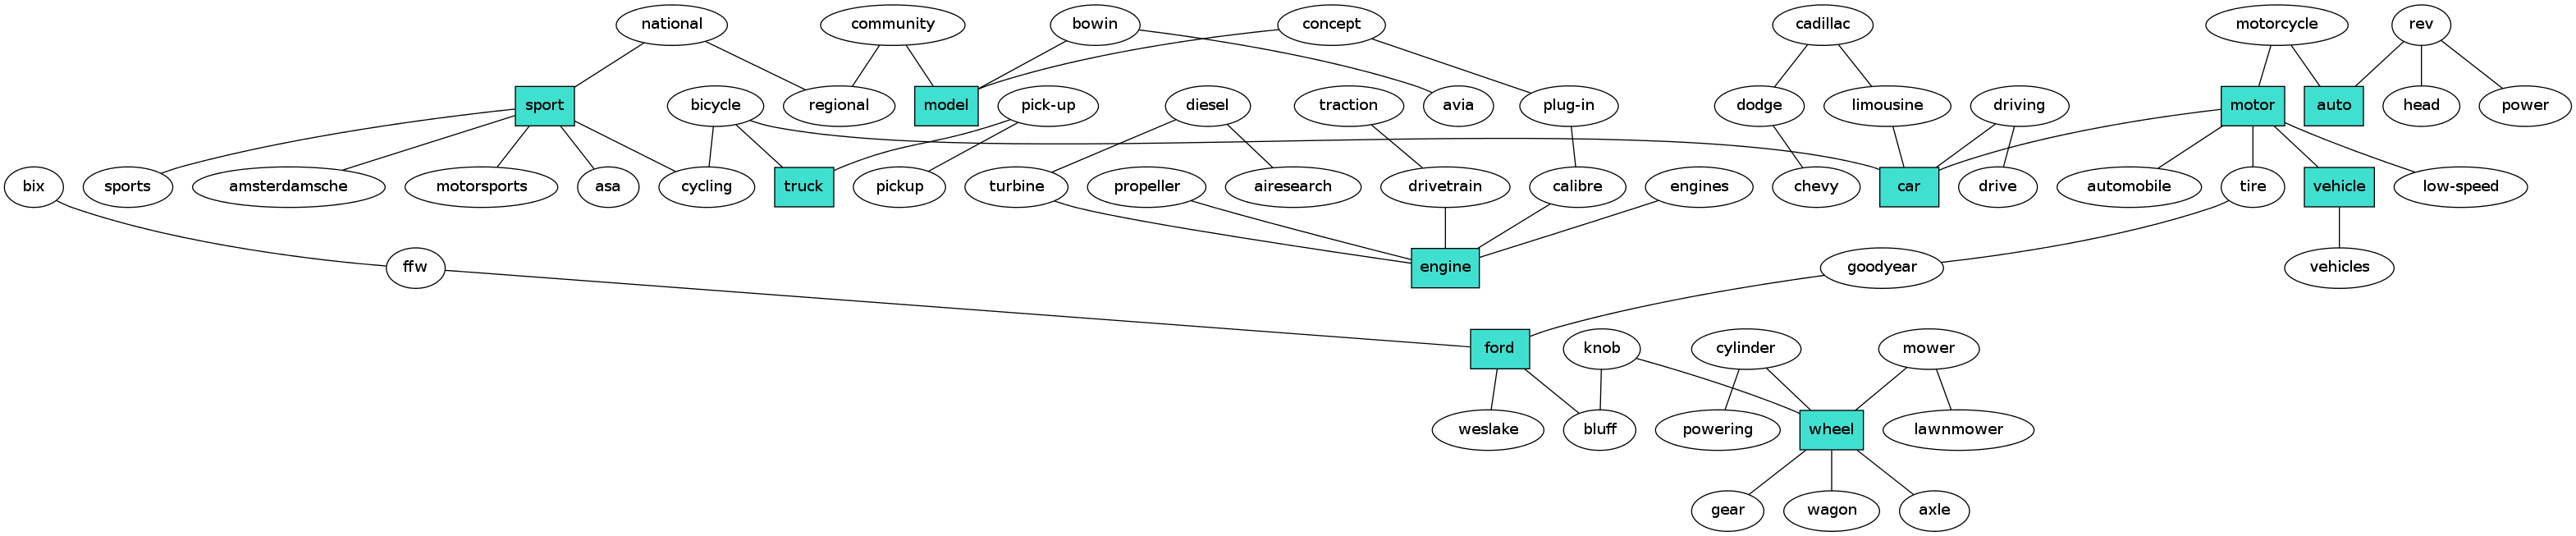 national
community
bowin
concept
cadillac
motorcycle
rev
sport
bicycle
regional
model
pick-up
diesel
traction
avia
plug-in
dodge
limousine
driving
motor
auto
head
power
bix
sports
amsterdamsche
motorsports
asa
cycling
truck
pickup
turbine
propeller
airesearch
drivetrain
calibre
engines
chevy
car
drive
automobile
tire
vehicle
low-speed
ffw
engine
goodyear
vehicles
ford
knob
cylinder
mower
weslake
bluff
powering
wheel
lawnmower
gear
wagon
axle